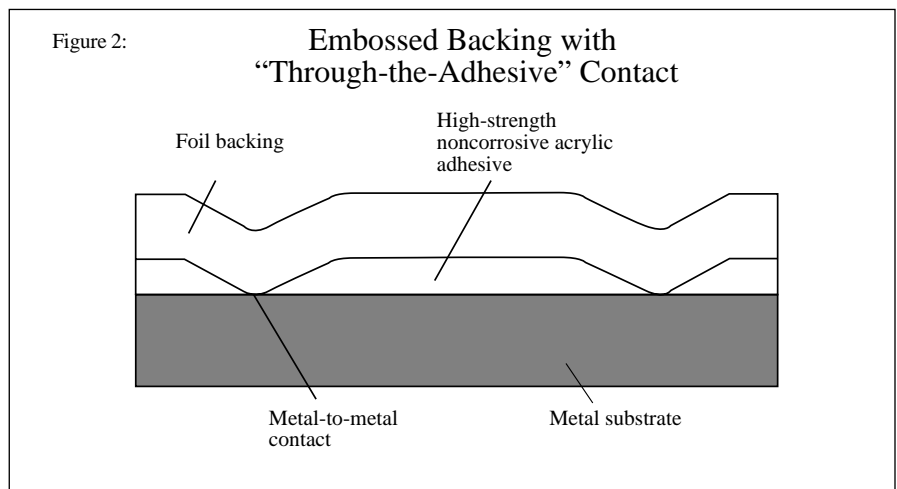 Figure 2:
Embossed Backing with
“Through-the-Adhesive” Contact
Foil backing
High-strength
noncorrosive acrylic
adhesive
Metal-to-metal
contact
Metal substrate